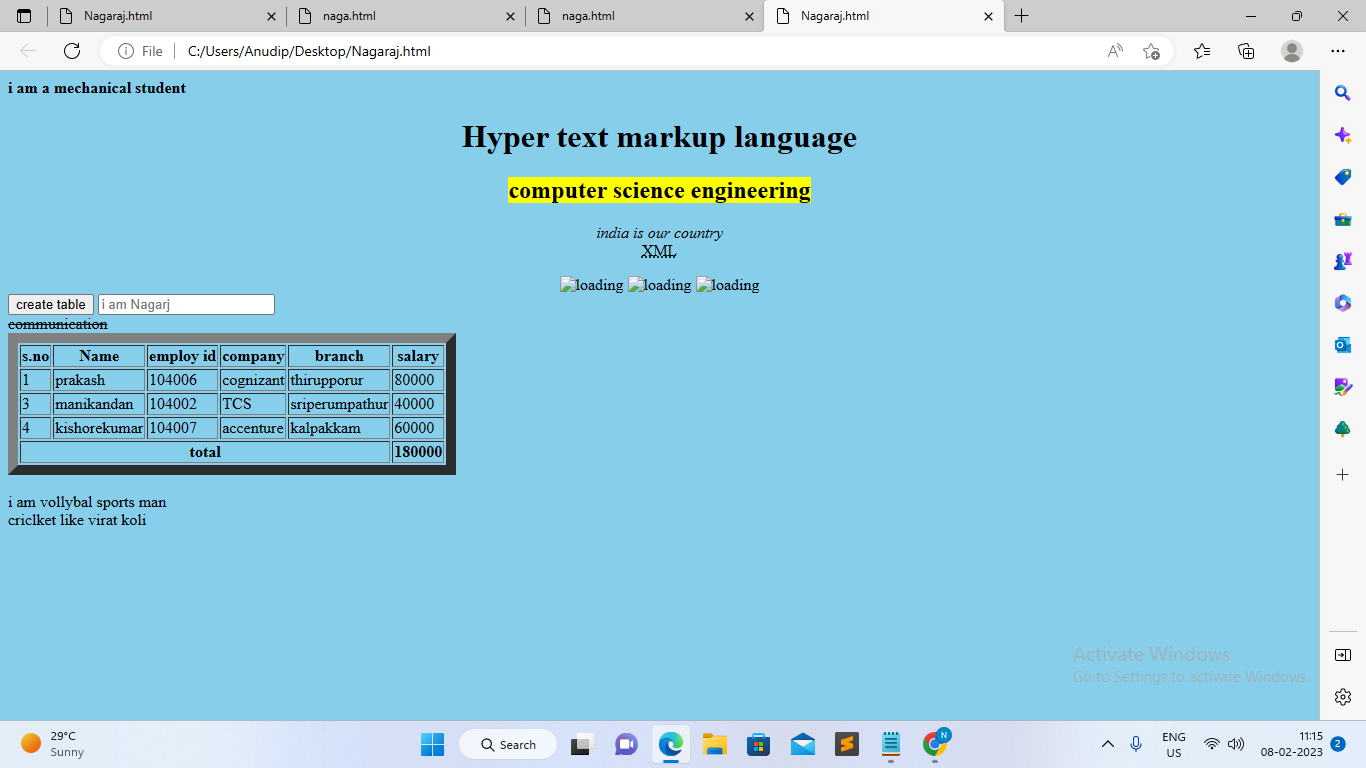 Nagaraj.html naga.html naga.html Nagaraj.html
File C:/Users/Anudip/Desktop/Nagaraj.html
i am a mechanical student
Hyper text markup language
computer science engineering
india is our country
XML
loading loading loading
create table i am Nagarj
communication
s.no Name employ id company branch salary
1 prakash 104006 cognizant thirupporur 80000
3 manikandan 104002 TCS sriperumpathur 40000
4 kishorekumar 104007 accenture kalpakkam 60000
total 180000
i am vollybal sports man
criclket like virat koli
Activate Windows
Go to Settings to activate Windows.
29°C
Sunny
Search
N
ENG
US
11:15
08-02-2023
2